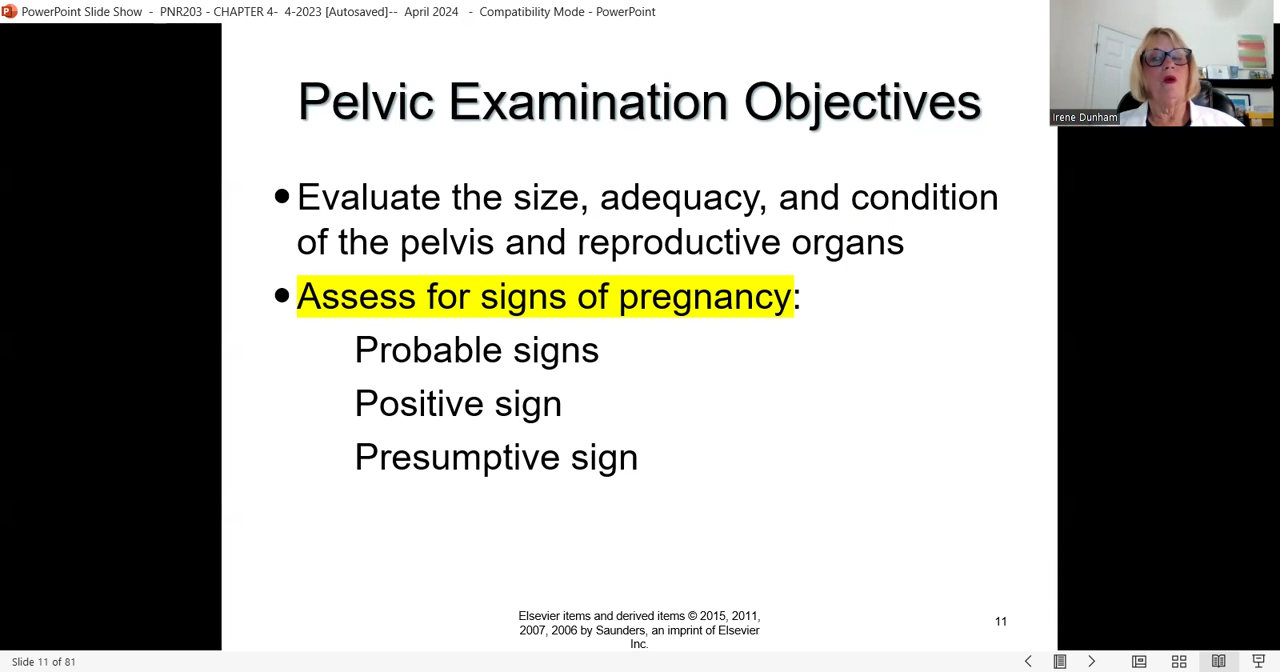 PowerPoint Slide Show - PNR203 - CHAPTER 4- 4-2023 [Autosaved]-- April 2024 - Compatibility Mode - PowerPoint
Irene Dunham
Pelvic Examination Objectives
• Evaluate the size, adequacy, and condition
of the pelvis and reproductive organs
• Assess for signs of pregnancy:
Probable signs
Positive sign
Presumptive sign
Elsevier items and derived items © 2015, 2011,
2007, 2006 by Saunders, an imprint of Elsevier
Inc.
11
Slide 11 of 81